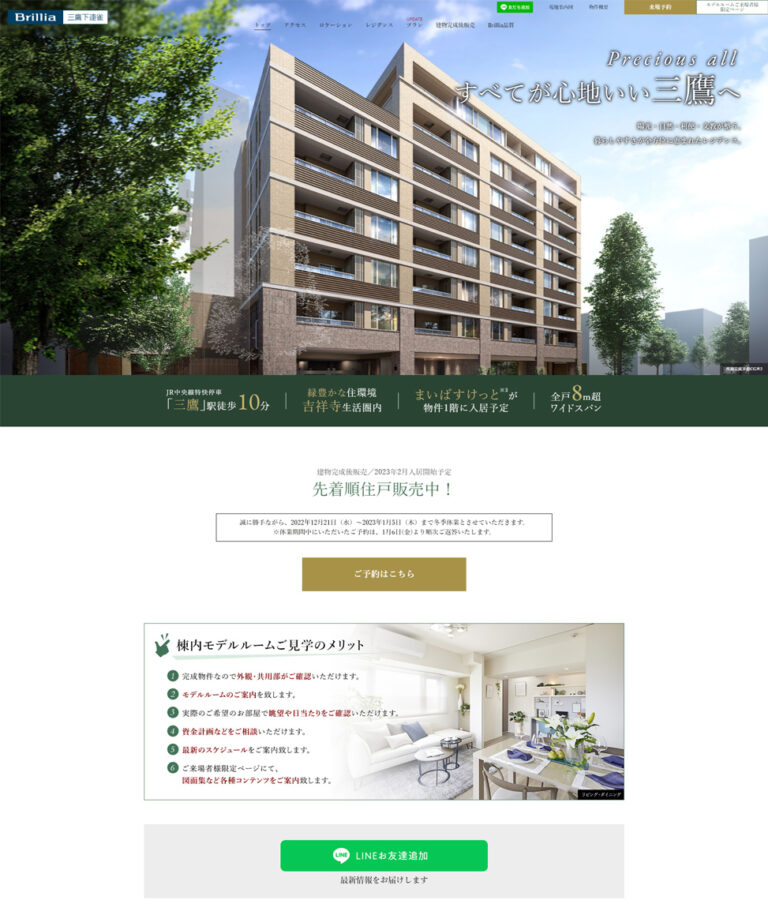 Brillia 三鷹下連雀
友だち追加
現地案内図
物件概要
来場予約
モデルルームご来場者様
限定ページ
トップ
アクセス
ロケーション
レジデンス
UPDATE
プラン
建物完成後販売
Brillia品質
Precious all
すべてが心地いい三鷹へ
陽光・自然・利便・文教が整う。
暮らしやすさが全方位に恵まれたレジデンス。
JR中央線特快停車
「三鷹」駅徒歩10分
緑豊かな住環境
吉祥寺生活圏内
まいばすけっと※2が
物件1階に入居予定
全戸8m超
ワイドスパン
建物完成後販売／2023年2月入居開始予定
先着順住戸販売中！
誠に勝手ながら、2022年12月21日（水）～2023年1月5日（木）まで冬季休業とさせていただきます。
※休業期間中にいただいたご予約は、1月6日(金)より順次ご返答いたします。
ご予約はこちら
棟内モデルルームご見学のメリット
1 完成物件なので外観・共用部がご確認いただけます。
2 モデルルームのご案内を致します。
3 実際のご希望のお部屋で眺望や日当たりをご確認いただけます。
4 資金計画などをご相談いただけます。
5 最新のスケジュールをご案内致します。
6 ご来場者様限定ページにて、
図面集など各種コンテンツをご案内致します。
リビング・ダイニング
LINE LINEお友達追加
最新情報をお届けします